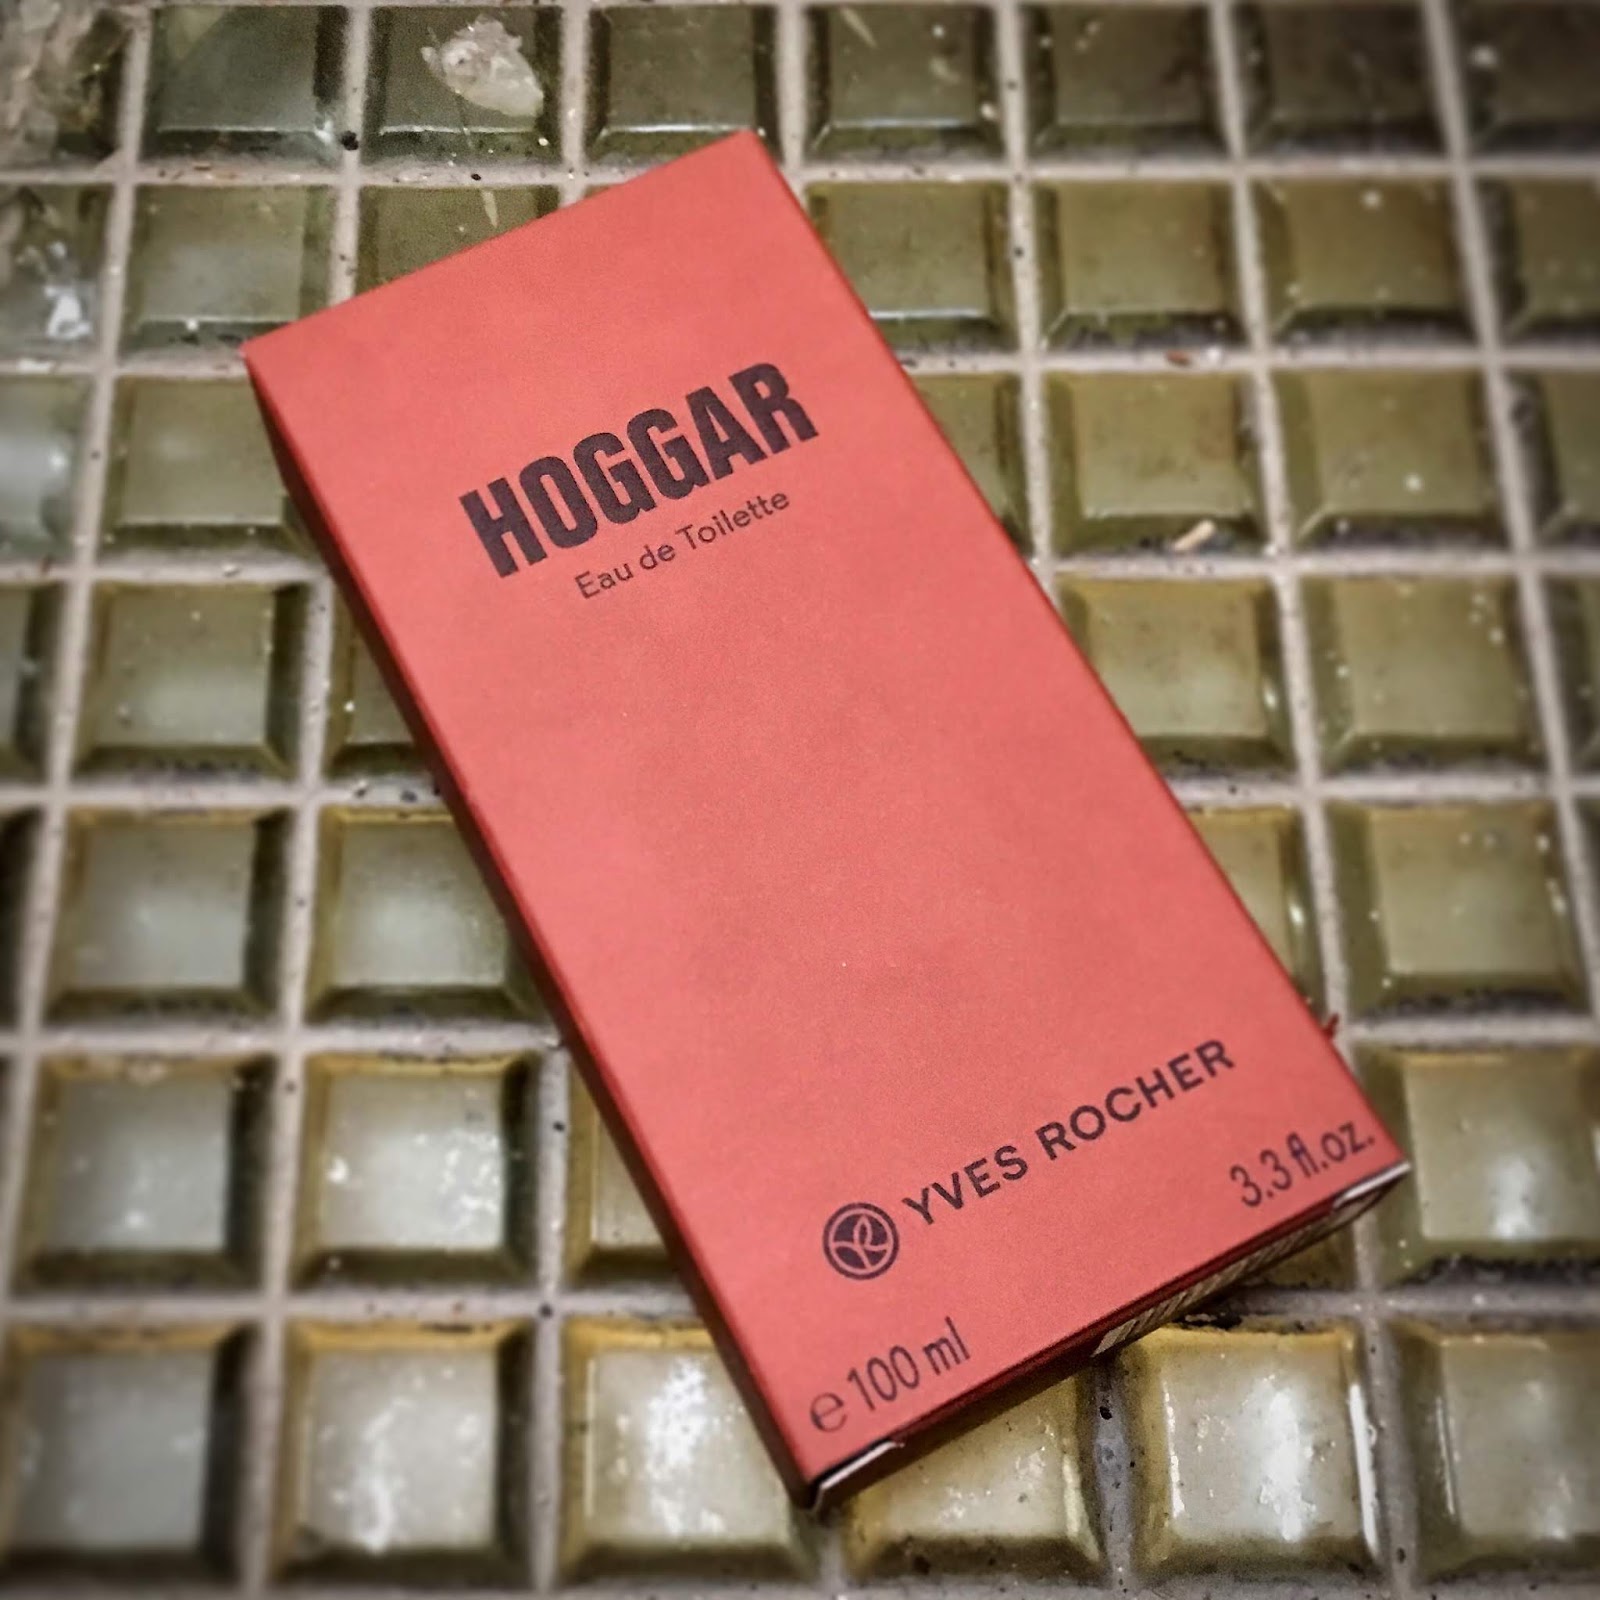 HOGGAR
Eau de Toilette
YVES ROCHER
℮ 100 ml
3.3 fl.oz.